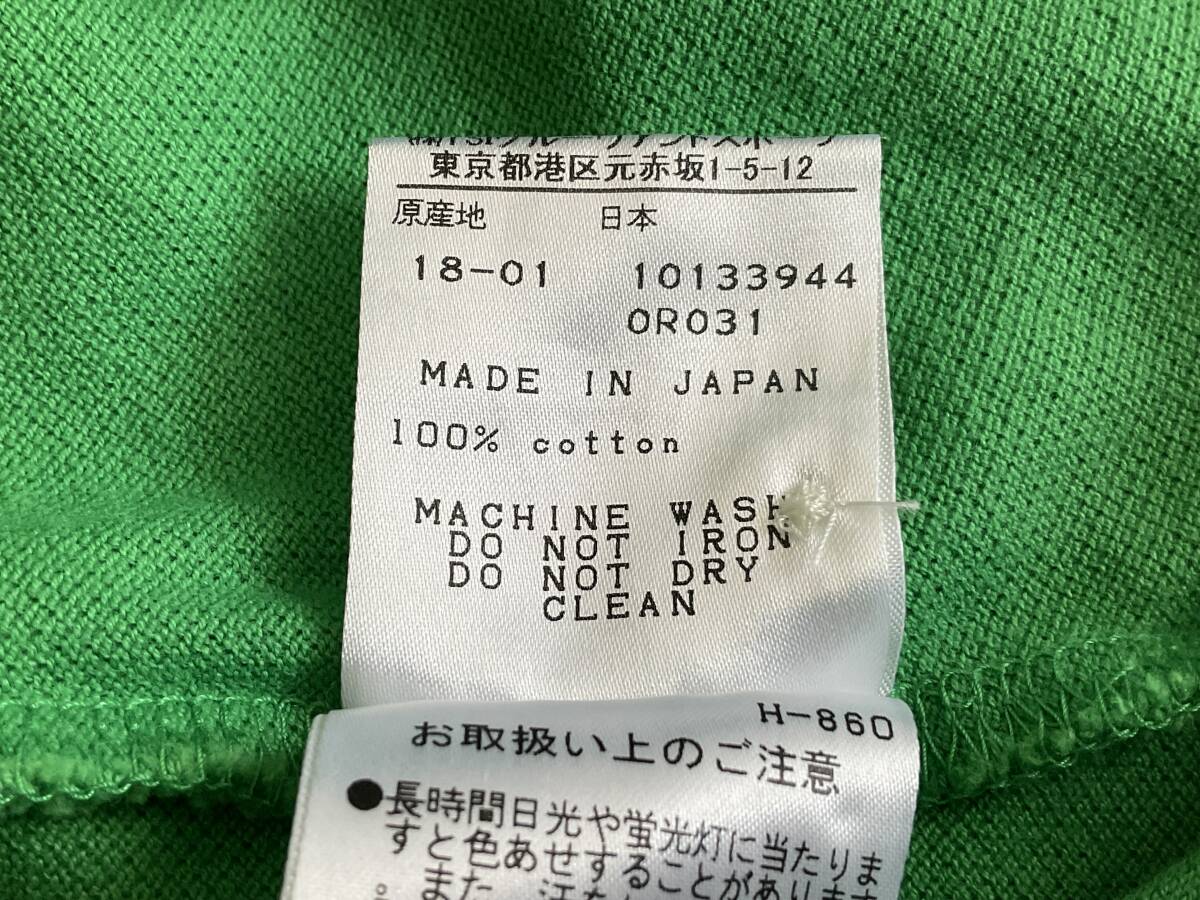 東京都港区元赤坂1-5-12
原産地 日本
18-01 10133944
0R031
MADE IN JAPAN
100% cotton
MACHINE WASH
DO NOT IRON
DO NOT DRY
CLEAN
H-860
お取扱い上のご注意
●長時間日光や蛍光灯に当たりま
すと色あせすることがあります
。また、汗